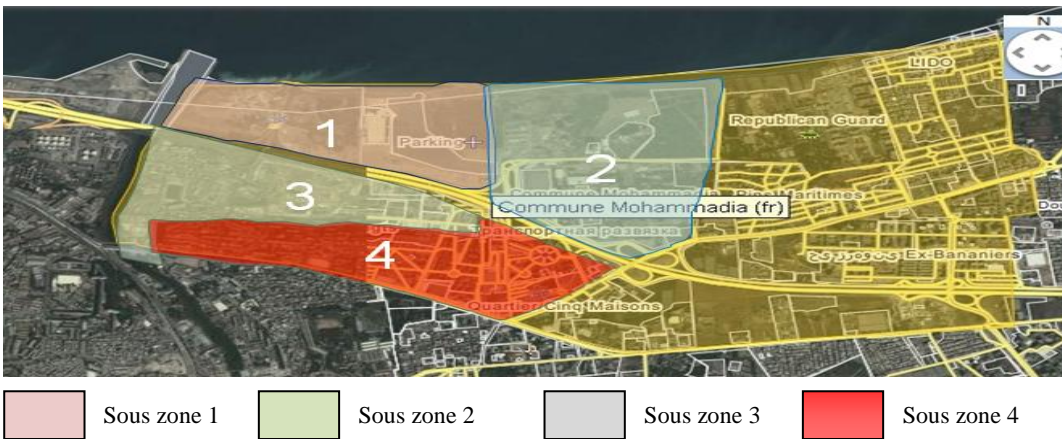 N
LIDO
1
Parking
Republican Guard
2
3
Commune Mohammadia
Pins Maritimes
Commune Mohammadia (fr)
Транспортная развязка
4
Ex-Bananiers
Quartier Cinq Maisons
Sous zone 1
Sous zone 2
Sous zone 3
Sous zone 4